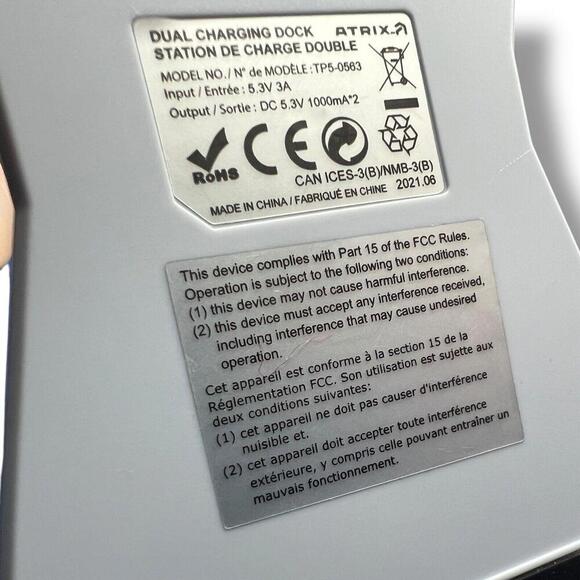 DUAL CHARGING DOCK ATRIX
STATION DE CHARGE DOUBLE
MODEL NO./ N° de MODÈLE:TP5-0563
Input / Entrée : 5.3V 3A
Output / Sortie : DC 5.3V 1000mA*2
RoHS CE
CAN ICES-3(B)/NMB-3(B)
MADE IN CHINA / FABRIQUÉ EN CHINE 2021.06
This device complies with Part 15 of the FCC Rules.
Operation is subject to the following two conditions:
(1) this device may not cause harmful interference.
(2) this device must accept any interference received,
including interference that may cause undesired
operation.
Cet appareil est conforme à la section 15 de la
Réglementation FCC. Son utilisation est sujette aux
deux conditions suivantes:
(1) cet appareil ne doit pas causer d'interférence
nuisible et.
(2) cet appareil doit accepter toute interférence
extérieure, y compris celle pouvant entraîner un
mauvais fonctionnement.